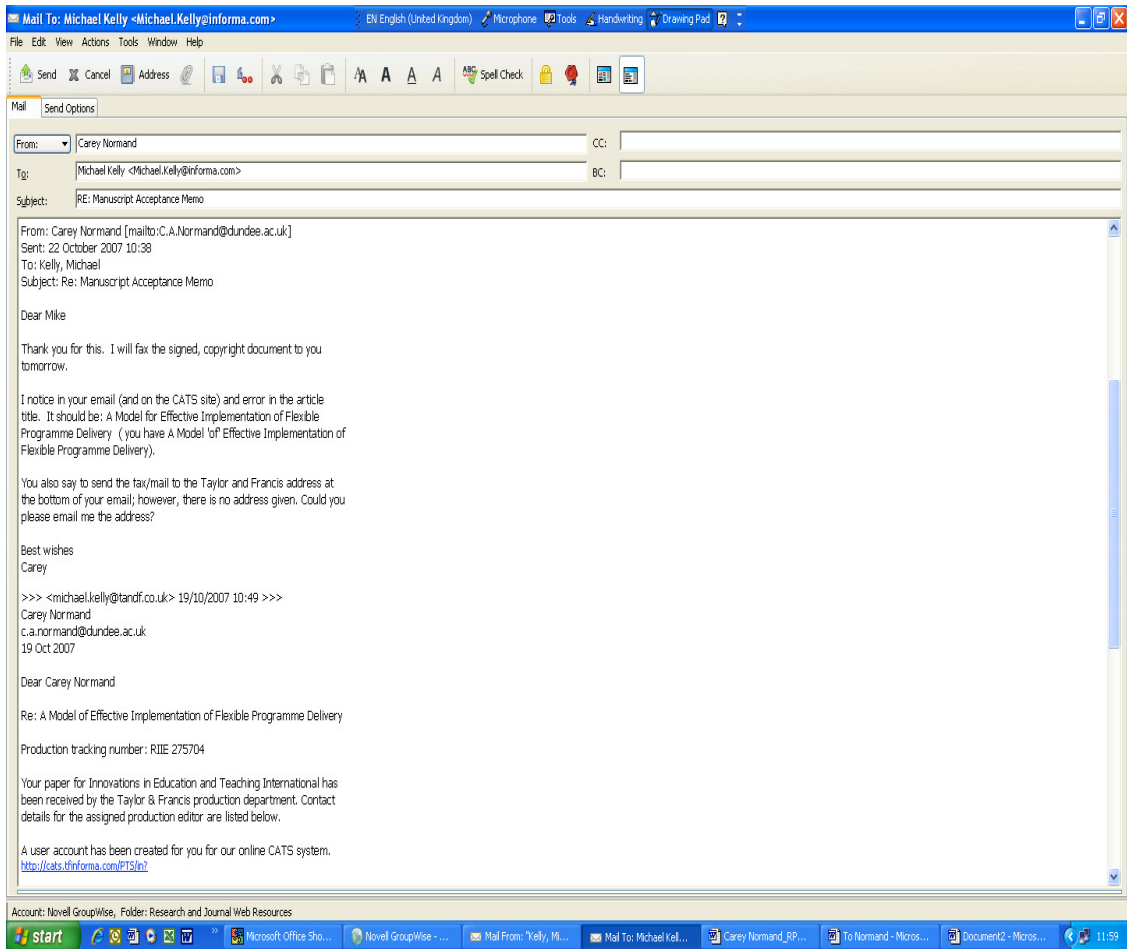 Mail To: Michael Kelly <Michael.Kelly@informa.com>
EN English (United Kingdom) Microphone Tools Handwriting Drawing Pad
File Edit View Actions Tools Window Help
Send Cancel Address Spell Check
Mail Send Options
From: Carey Normand CC:
To: Michael Kelly <Michael.Kelly@informa.com> BC:
Subject: RE: Manuscript Acceptance Memo
From: Carey Normand [mailto:C.A.Normand@dundee.ac.uk]
Sent: 22 October 2007 10:38
To: Kelly, Michael
Subject: Re: Manuscript Acceptance Memo
Dear Mike
Thank you for this. I will fax the signed, copyright document to you
tomorrow.
I notice in your email (and on the CATS site) and error in the article
title. It should be: A Model for Effective Implementation of Flexible
Programme Delivery ( you have A Model 'of' Effective Implementation of
Flexible Programme Delivery).
You also say to send the fax/mail to the Taylor and Francis address at
the bottom of your email; however, there is no address given. Could you
please email me the address?
Best wishes
Carey
>>> <michael.kelly@tandf.co.uk> 19/10/2007 10:49 >>>
Carey Normand
c.a.normand@dundee.ac.uk
19 Oct 2007
Dear Carey Normand
Re: A Model of Effective Implementation of Flexible Programme Delivery
Production tracking number: RIIE 275704
Your paper for Innovations in Education and Teaching International has
been received by the Taylor & Francis production department. Contact
details for the assigned production editor are listed below.
A user account has been created for you for our online CATS system.
http://cats.tfinforma.com/PTS/in?
Account: Novell GroupWise, Folder: Research and Journal Web Resources
start Microsoft Office Sho... Novell GroupWise - ... Mail From: "Kelly, Mi... Mail To: Michael Kell... Carey Normand_RP... To Normand - Micros... Document2 - Micros... 11:59